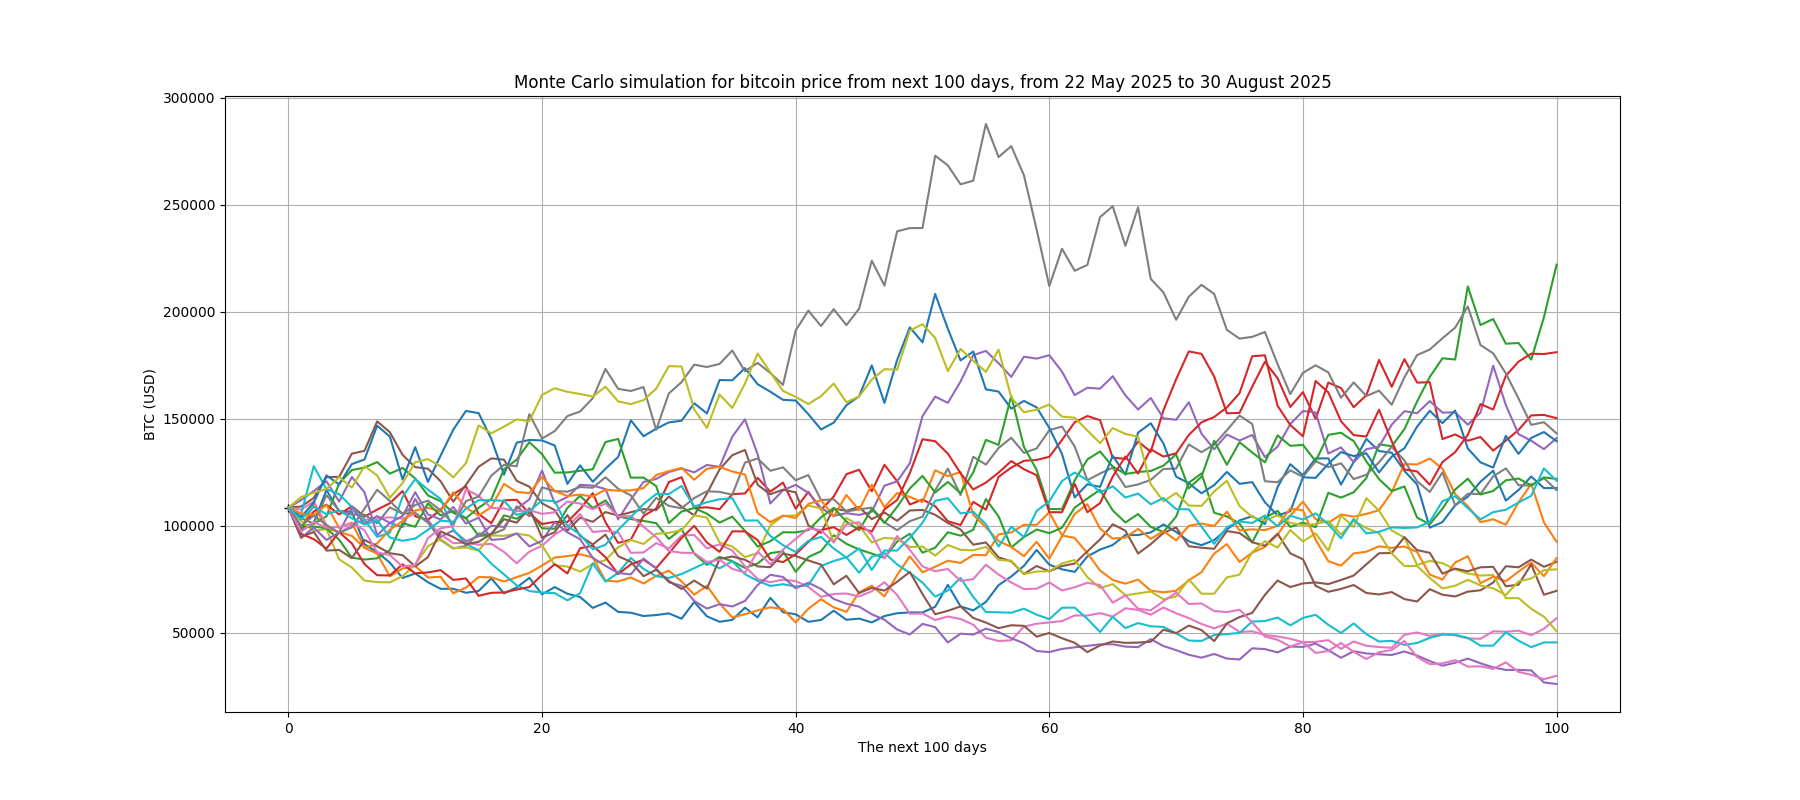 Monte Carlo simulation for bitcoin price from next 100 days, from 22 May 2025 to 30 August 2025
300000
250000
200000
150000
100000
50000
BTC (USD)
0 20 40 60 80 100
The next 100 days